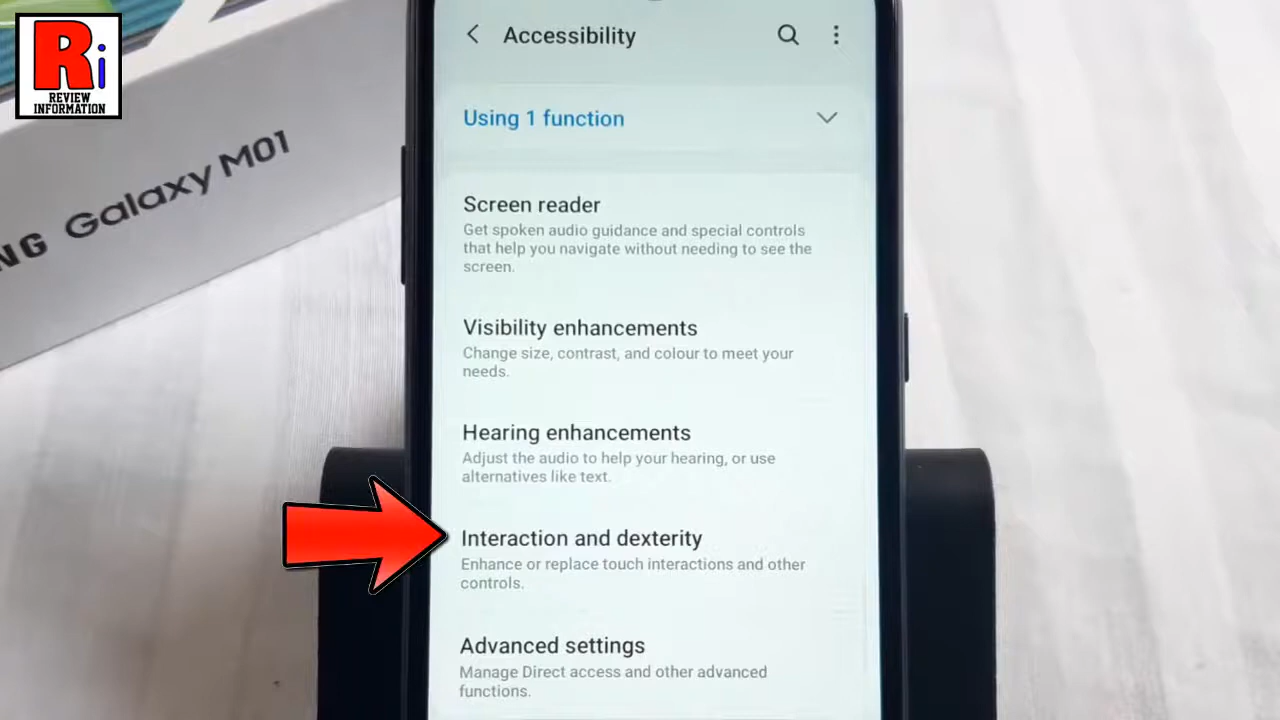 Ri
REVIEW
INFORMATION
NG Galaxy M01
Accessibility
Using 1 function
Screen reader
Get spoken audio guidance and special controls
that help you navigate without needing to see the
screen.
Visibility enhancements
Change size, contrast, and colour to meet your
needs.
Hearing enhancements
Adjust the audio to help your hearing, or use
alternatives like text.
Interaction and dexterity
Enhance or replace touch interactions and other
controls.
Advanced settings
Manage Direct access and other advanced
functions.